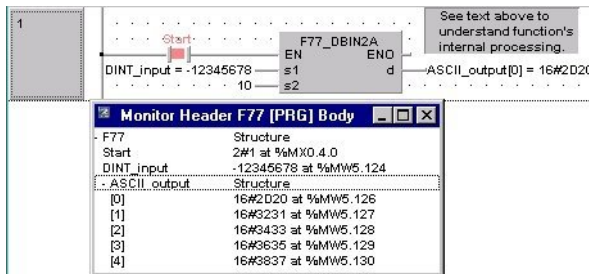 1
See text above to
understand function's
internal processing.
Start
F77_DBIN2A
EN ENO
DINT_input = -12345678 s1 d ASCII_output[0] = 16#2D20
10 s2
Monitor Header F77 [PRG] Body
- F77 Structure
Start 2#1 at %MX0.4.0
DINT_input -12345678 at %MW5.124
- ASCII_output Structure
[0] 16#2D20 at %MW5.126
[1] 16#3231 at %MW5.127
[2] 16#3433 at %MW5.128
[3] 16#3635 at %MW5.129
[4] 16#3837 at %MW5.130